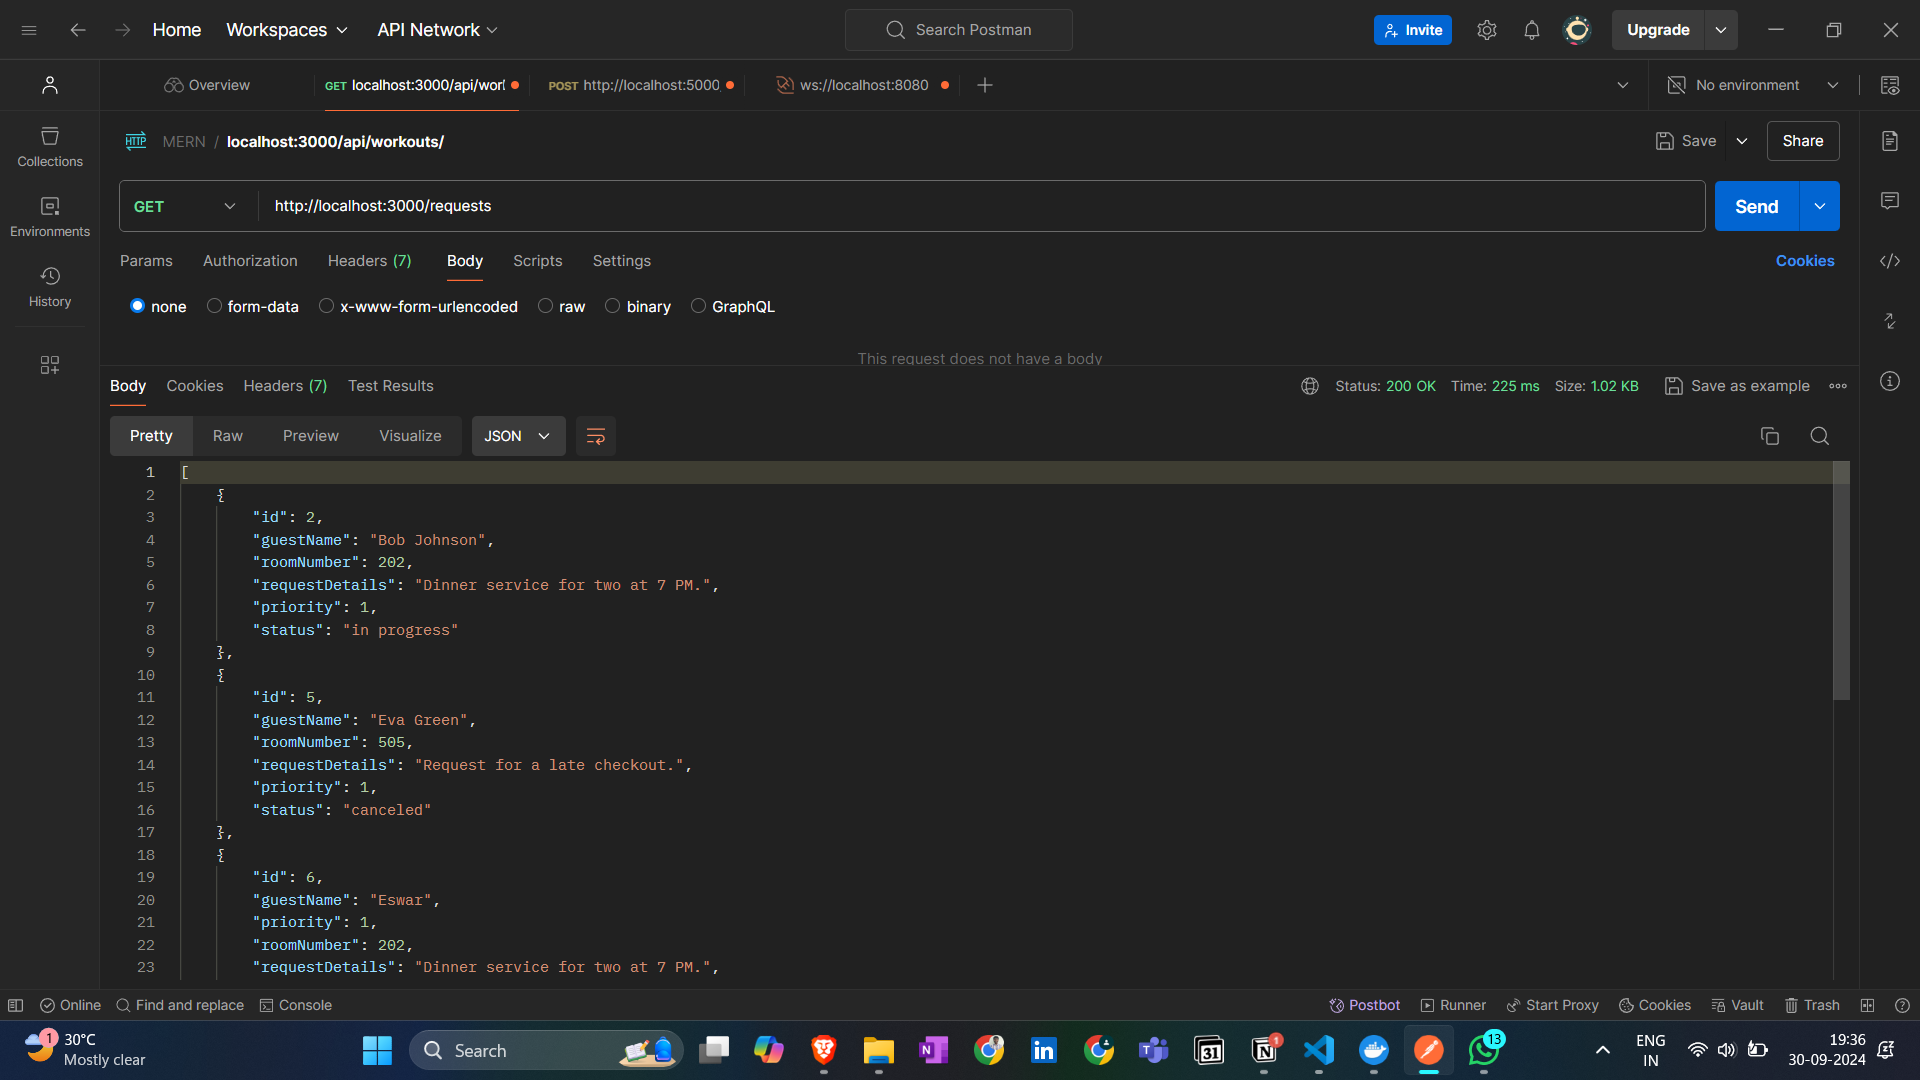 Home Workspaces API Network Search Postman Invite Upgrade
Overview GET localhost:3000/api/wor POST http://localhost:5000 ws://localhost:8080 No environment
HTTP MERN / localhost:3000/api/workouts/ Save Share
Collections
GET http://localhost:3000/requests Send
Environments
Params Authorization Headers (7) Body Scripts Settings Cookies
History
none form-data x-www-form-urlencoded raw binary GraphQL
This request does not have a body
Body Cookies Headers (7) Test Results Status: 200 OK Time: 225 ms Size: 1.02 KB Save as example
Pretty Raw Preview Visualize JSON
1 [
2 {
3 "id": 2,
4 "guestName": "Bob Johnson",
5 "roomNumber": 202,
6 "requestDetails": "Dinner service for two at 7 PM.",
7 "priority": 1,
8 "status": "in progress"
9 },
10 {
11 "id": 5,
12 "guestName": "Eva Green",
13 "roomNumber": 505,
14 "requestDetails": "Request for a late checkout.",
15 "priority": 1,
16 "status": "canceled"
17 },
18 {
19 "id": 6,
20 "guestName": "Eswar",
21 "priority": 1,
22 "roomNumber": 202,
23 "requestDetails": "Dinner service for two at 7 PM.",
Online Find and replace Console Postbot Runner Start Proxy Cookies Vault Trash
1 30°C
Mostly clear
Search
N
in
T
31
N 1
13
ENG
IN
19:36
30-09-2024